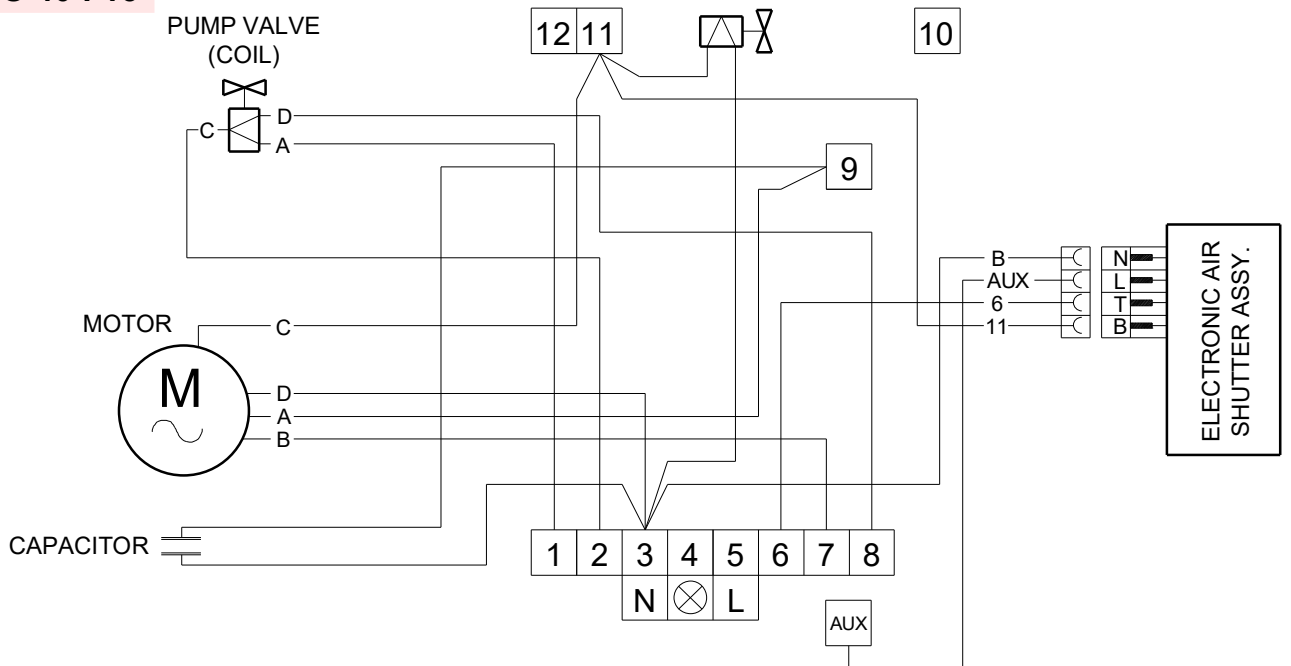 PUMP VALVE
(COIL)
12 11
10
C
D
A
9
B
AUX
6
11
N
L
T
B
ELECTRONIC AIR
SHUTTER ASSY.
MOTOR
M
C
D
A
B
CAPACITOR
1 2 3 4 5 6 7 8
N L
AUX